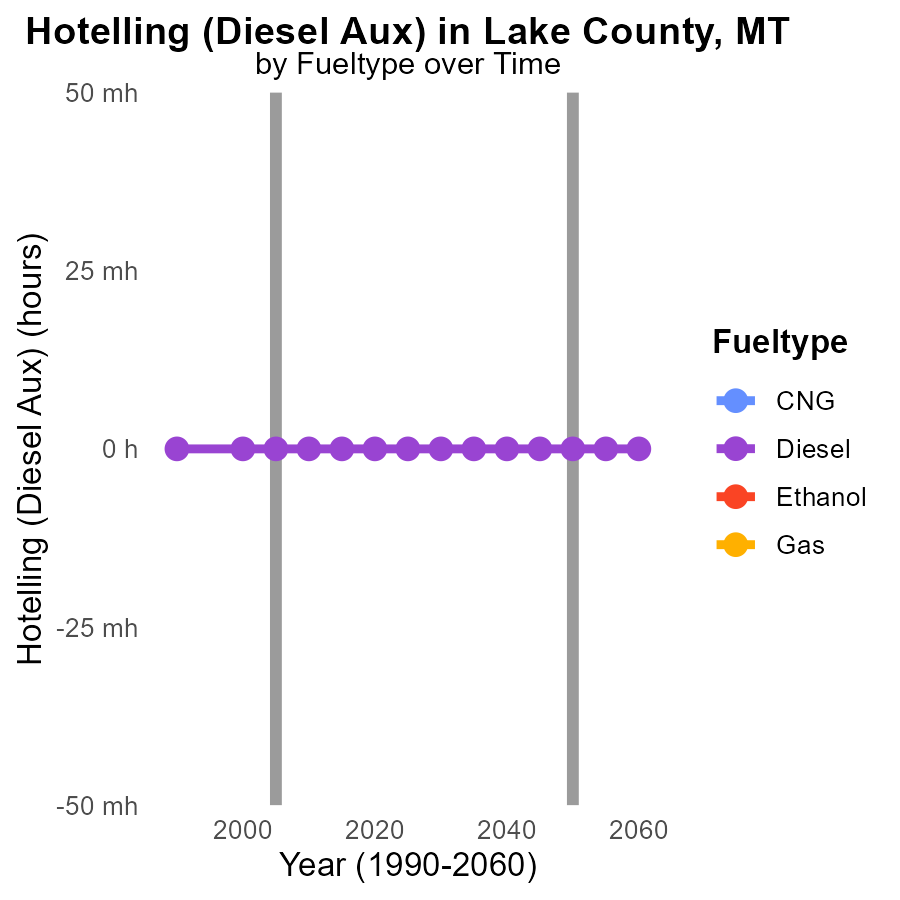 Hotelling (Diesel Aux) in Lake County, MT
by Fueltype over Time
50 mh
25 mh
0 h
-25 mh
-50 mh
Hotelling (Diesel Aux) (hours)
2000 2020 2040 2060
Year (1990-2060)
Fueltype
CNG
Diesel
Ethanol
Gas